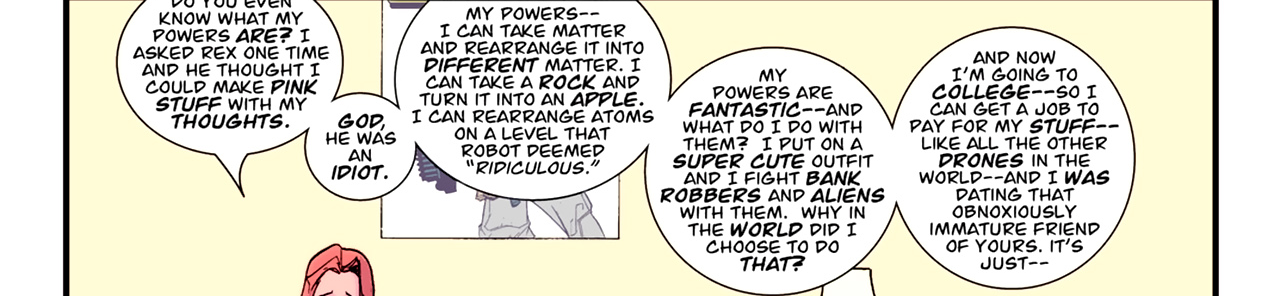 DO YOU EVEN
KNOW WHAT MY
POWERS ARE? I
ASKED REX ONE TIME
AND HE THOUGHT I
COULD MAKE PINK
STUFF WITH MY
THOUGHTS.
GOD,
HE WAS
AN
IDIOT.
MY POWERS--
I CAN TAKE MATTER
AND REARRANGE IT INTO
DIFFERENT MATTER. I
CAN TAKE A ROCK AND
TURN IT INTO AN APPLE.
I CAN REARRANGE ATOMS
ON A LEVEL THAT
ROBOT DEEMED
"RIDICULOUS."
MY
POWERS ARE
FANTASTIC--AND
WHAT DO I DO WITH
THEM? I PUT ON A
SUPER CUTE OUTFIT
AND I FIGHT BANK
ROBBERS AND ALIENS
WITH THEM. WHY IN
THE WORLD DID I
CHOOSE TO DO
THAT?
AND NOW
I'M GOING TO
COLLEGE--SO I
CAN GET A JOB TO
PAY FOR MY STUFF--
LIKE ALL THE OTHER
DRONES IN THE
WORLD--AND I WAS
DATING THAT
OBNOXIOUSLY
IMMATURE FRIEND
OF YOURS. IT'S
JUST--